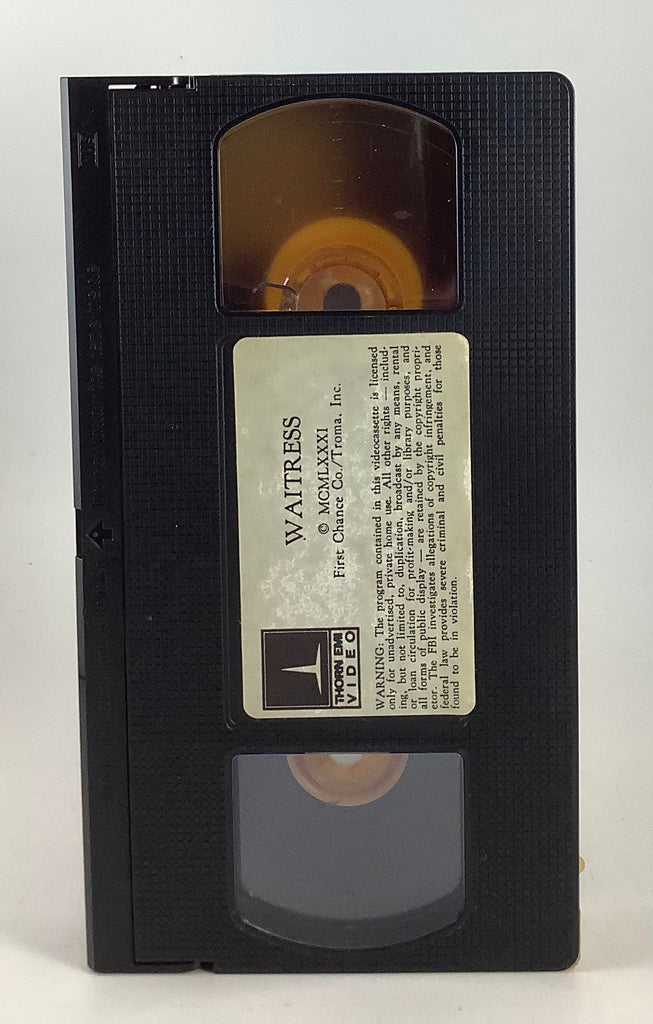 WAITRESS
© MCMLXXXI
First Chance Co./Troma, Inc.
THORN EMI
VIDEO
WARNING: The program contained in this videocassette is licensed
only for unadvertised, private home use. All other rights — includ-
ing, but not limited to, duplication, broadcast by any means, rental
or loan circulation for profit-making and/or library purposes, and
all forms of public display — are retained by the copyright propri-
etor. The FBI investigates allegations of copyright infringement, and
federal law provides severe criminal and civil penalties for those
found to be in violation.